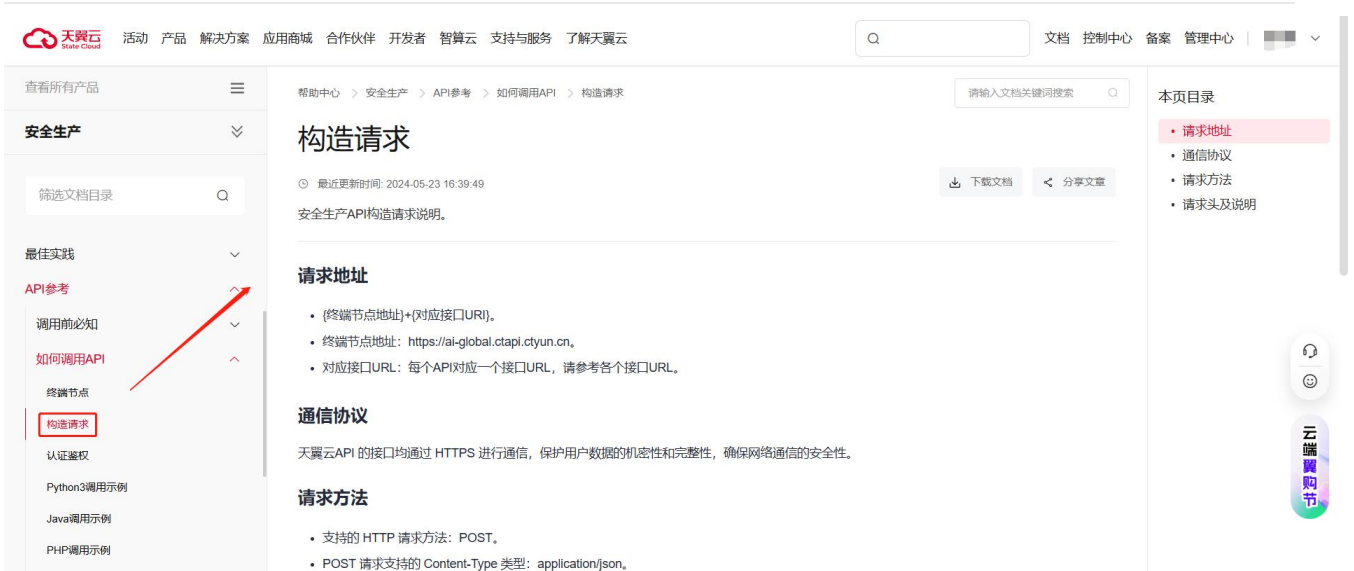 天翼云 活动 产品 解决方案 应用商城 合作伙伴 开发者 智算云 支持与服务 了解天翼云 文档 控制中心 备案 管理中心
State Cloud
查看所有产品
安全生产
筛选文档目录
最佳实践
API参考
调用前必知
如何调用API
终端节点
构造请求
认证鉴权
Python3调用示例
Java调用示例
PHP调用示例
帮助中心 > 安全生产 > API参考 > 如何调用API > 构造请求
请输入文档关键词搜索
构造请求
最近更新时间: 2024-05-23 16:39:49
下载文档 分享文章
安全生产API构造请求说明。
请求地址
• {终端节点地址}+{对应接口URI}。
• 终端节点地址：https://ai-global.ctapi.ctyun.cn。
• 对应接口URL：每个API对应一个接口URL，请参考各个接口URL。
通信协议
天翼云API 的接口均通过 HTTPS 进行通信，保护用户数据的机密性和完整性，确保网络通信的安全性。
请求方法
• 支持的 HTTP 请求方法：POST。
• POST 请求支持的 Content-Type 类型：application/json。
本页目录
• 请求地址
• 通信协议
• 请求方法
• 请求头及说明
云端翼购节